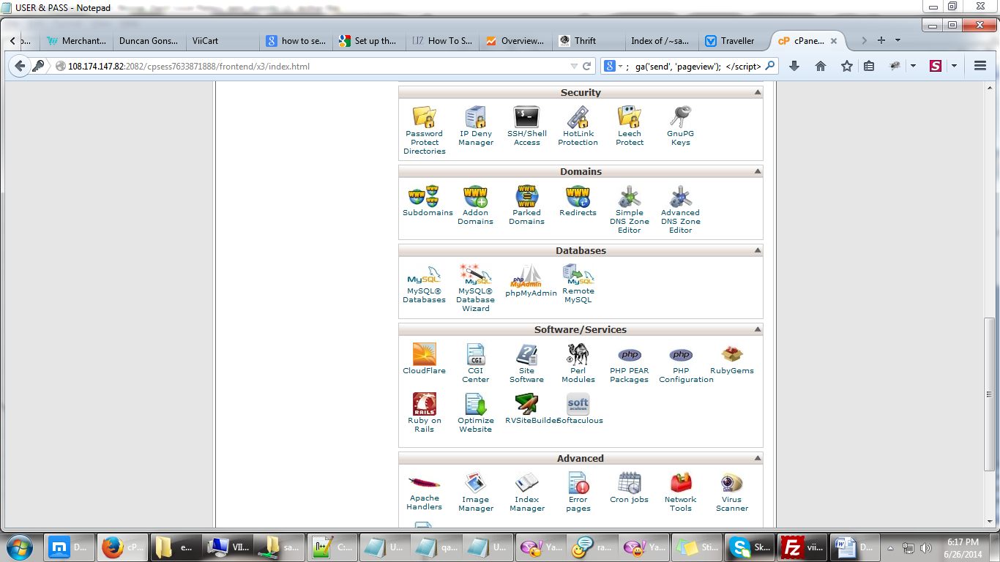 USER & PASS - Notepad
p...
Merchant...
Duncan Gons...
ViiCart
how to se...
Set up th...
How To S...
Overview...
Thrift
Index of /~sa...
Traveller
cP cPane...
108.174.147.82:2082/cpsess7633871888/frontend/x3/index.html
; ga('send', 'pageview'); </script>
Security
Password Protect Directories
IP Deny Manager
SSH/Shell Access
HotLink Protection
Leech Protect
GnuPG Keys
Domains
Subdomains
Addon Domains
Parked Domains
Redirects
Simple DNS Zone Editor
Advanced DNS Zone Editor
Databases
MySQL® Databases
MySQL® Database Wizard
phpMyAdmin
Remote MySQL
Software/Services
CloudFlare
CGI Center
Site Software
Perl Modules
PHP PEAR Packages
PHP Configuration
RubyGems
Ruby on Rails
Optimize Website
RVSiteBuilder
Softaculous
Advanced
Apache Handlers
Image Manager
Index Manager
Error pages
Cron jobs
Network Tools
Virus Scanner
D...
cP...
e...
VII...
sa...
C:...
U...
qa...
U...
Ya...
ra...
Ya...
Sti...
Sk...
vii...
D...
6:17 PM
6/26/2014